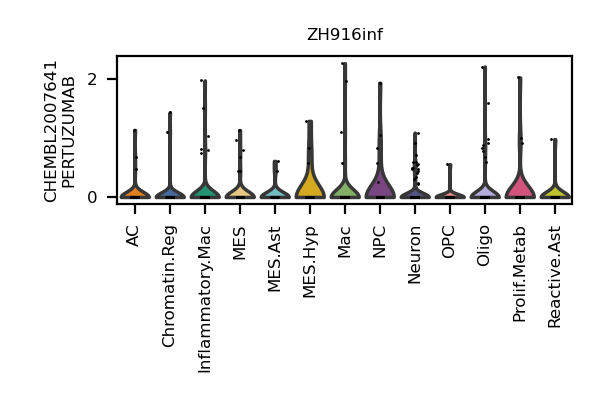 ZH916inf
CHEMBL2007641
PERTUZUMAB
2
0
AC
Chromatin.Reg
Inflammatory.Mac
MES
MES.Ast
MES.Hyp
Mac
NPC
Neuron
OPC
Oligo
Prolif.Metab
Reactive.Ast